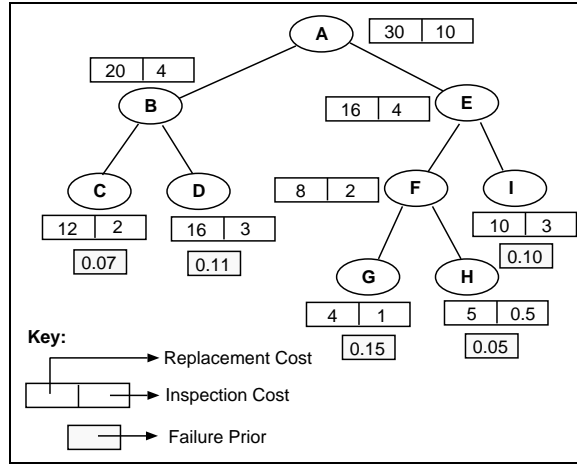 A
30 10
20 4
B
16 4
E
C
D
8 2
F
I
12 2
16 3
10 3
0.07
0.11
0.10
G
H
4 1
5 0.5
0.15
0.05
Key:
Replacement Cost
Inspection Cost
Failure Prior